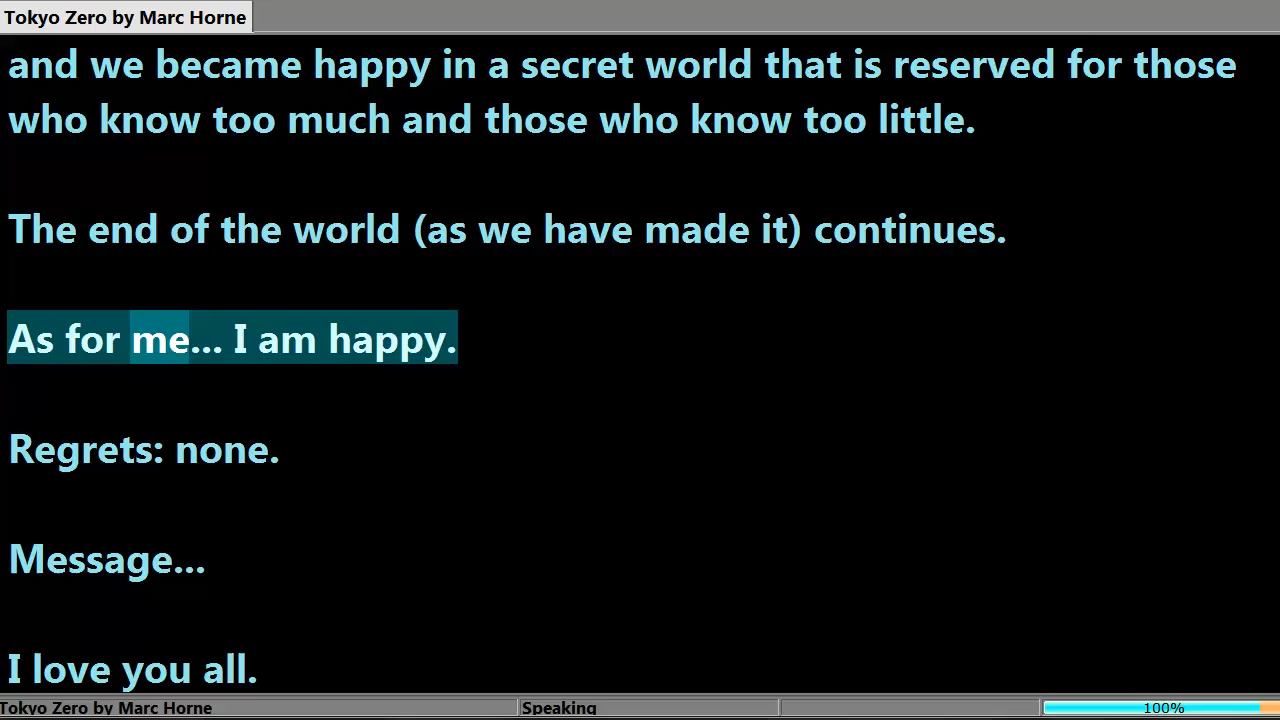 Tokyo Zero by Marc Horne
and we became happy in a secret world that is reserved for those
who know too much and those who know too little.
The end of the world (as we have made it) continues.
As for me... I am happy.
Regrets: none.
Message...
I love you all.
Tokyo Zero by Marc Horne
Speaking
100%